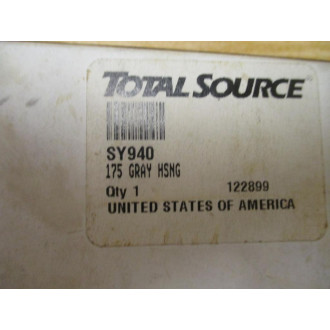 TOTAL SOURCE
SY940
175 GRAY HSNG
Qty 1 122899
UNITED STATES OF AMERICA